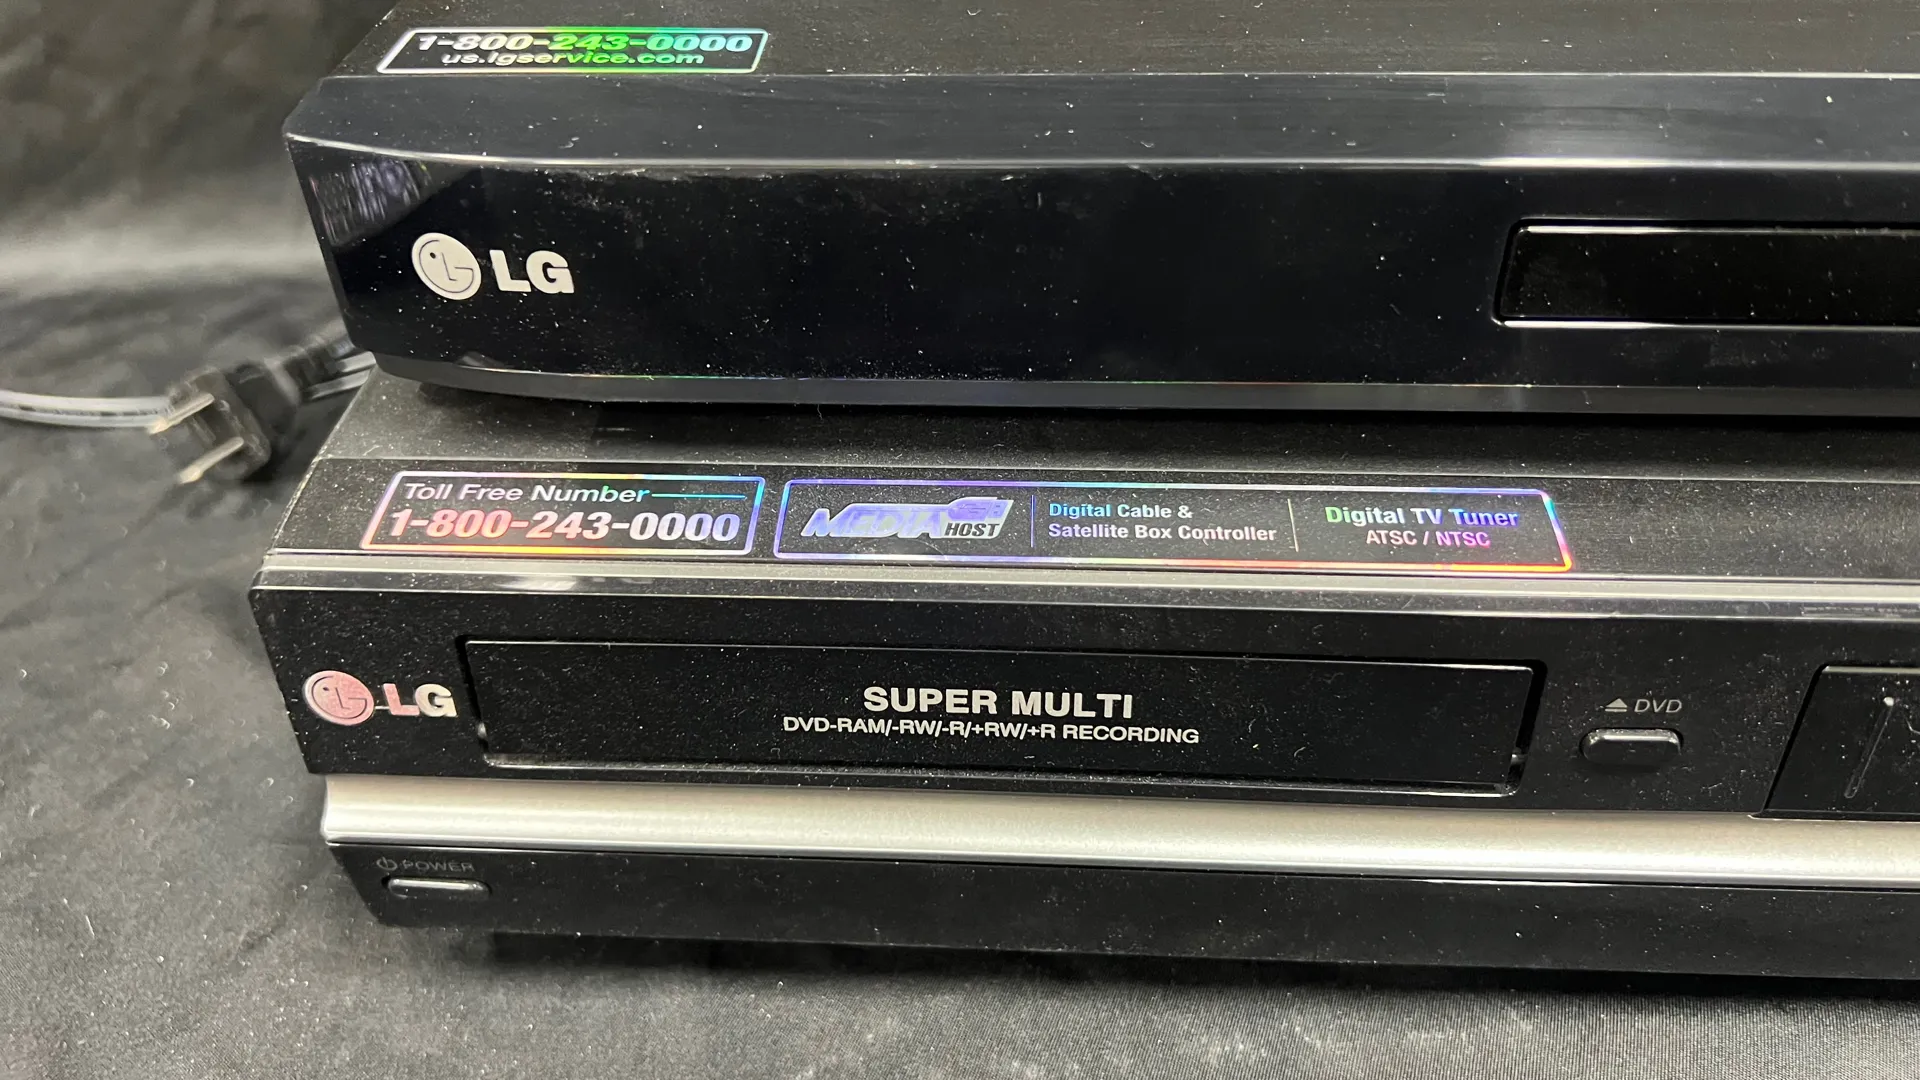 1-800-243-0000
us.lgservice.com
LG
Toll Free Number
1-800-243-0000
MEDIA HOST
Digital Cable &
Satellite Box Controller
Digital TV Tuner
ATSC / NTSC
LG
SUPER MULTI
DVD-RAM/-RW/-R/+RW/+R RECORDING
DVD
POWER